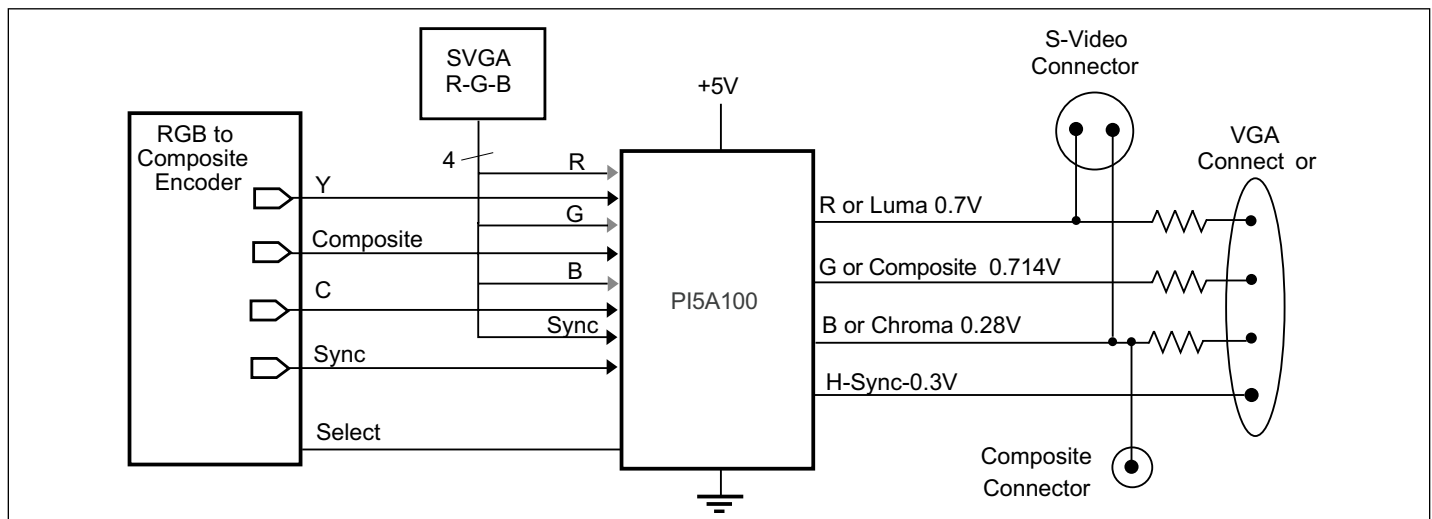 SVGA
R-G-B
+5V
S-Video
Connector
VGA
Connect or
RGB to
Composite
Encoder
4
R
Y
G
Composite
B
C
Sync
Sync
Select
PI5A100
R or Luma 0.7V
G or Composite 0.714V
B or Chroma 0.28V
H-Sync-0.3V
Composite
Connector